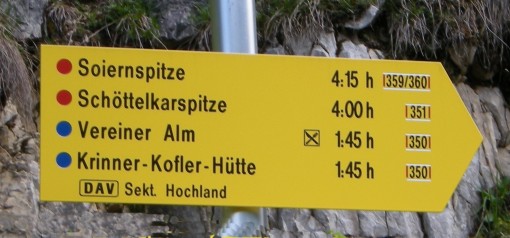 Soiernspitze 4:15 h 359/360
Schöttelkarspitze 4:00 h 351
Vereiner Alm 1:45 h 350
Krinner-Kofler-Hütte 1:45 h 350
DAV Sekt. Hochland